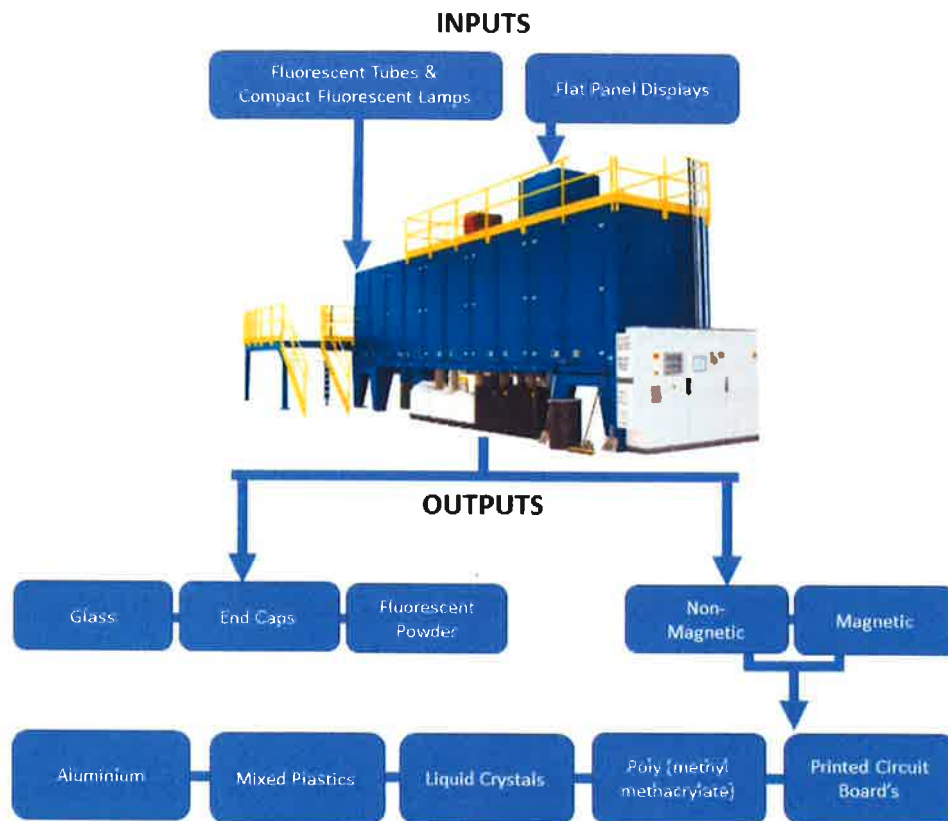 INPUTS
Fluorescent Tubes &
Compact Fluorescent Lamps
Flat Panel Displays
OUTPUTS
Glass
End Caps
Fluorescent
Powder
Non-
Magnetic
Magnetic
Aluminium
Mixed Plastics
Liquid Crystals
Poly (methyl
methacrylate)
Printed Circuit
Board's